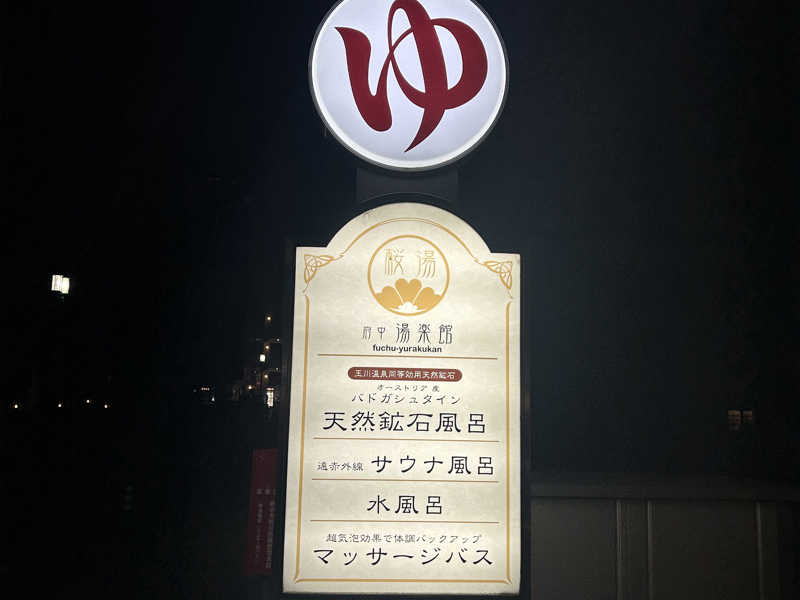 ゆ
桜湯
府中 湯楽館
fuchu-yurakukan
玉川温泉同等効用天然鉱石
オーストリア産
バドガシュタイン
天然鉱石風呂
遠赤外線 サウナ風呂
水風呂
超気泡効果で体調バックアップ
マッサージバス